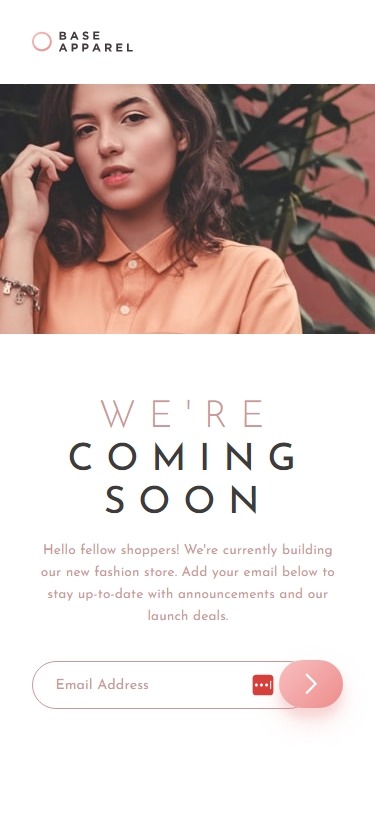 BASE
APPAREL
WE'RE
COMING
SOON
Hello fellow shoppers! We're currently building
our new fashion store. Add your email below to
stay up-to-date with announcements and our
launch deals.
Email Address